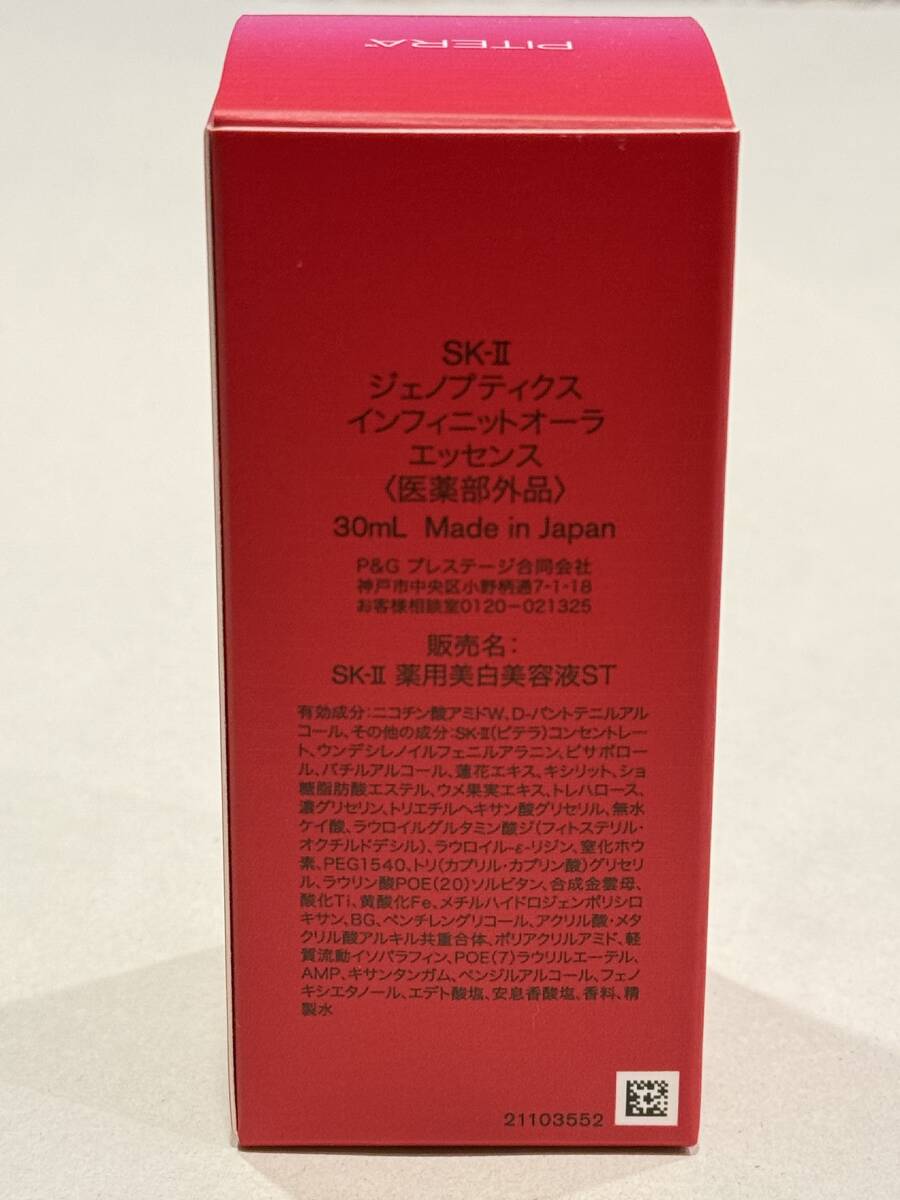 PITERA™
SK-II
ジェノプティクス
インフィニットオーラ
エッセンス
〈医薬部外品〉
30mL Made in Japan
P&G プレステージ合同会社
神戸市中央区小野柄通7-1-18
お客様相談室0120-021325
販売名:
SK-II 薬用美白美容液ST
有効成分:ニコチン酸アミドW、D-パントテニルアル
コール、その他の成分:SK-II(ピテラ)コンセントレー
ト、ウンデシレノイルフェニルアラニン、ビサボロー
ル、バチルアルコール、蓮花エキス、キシリット、ショ
糖脂肪酸エステル、ウメ果実エキス、トレハロース、
濃グリセリン、トリエチルヘキサン酸グリセリル、無水
ケイ酸、ラウロイルグルタミン酸ジ(フィトステリル・
オクチルドデシル)、ラウロイル-ε-リジン、窒化ホウ
素、PEG1540、トリ(カプリル・カプリン酸)グリセリ
ル、ラウリン酸POE(20)ソルビタン、合成金雲母、
酸化Ti、黄酸化Fe、メチルハイドロジェンポリシロ
キサン、BG、ペンチレングリコール、アクリル酸・メタ
クリル酸アルキル共重合体、ポリアクリルアミド、軽
質流動イソパラフィン、POE(7)ラウリルエーテル、
AMP、キサンタンガム、ベンジルアルコール、フェノ
キシエタノール、エデト酸塩、安息香酸塩、香料、精
製水
21103552